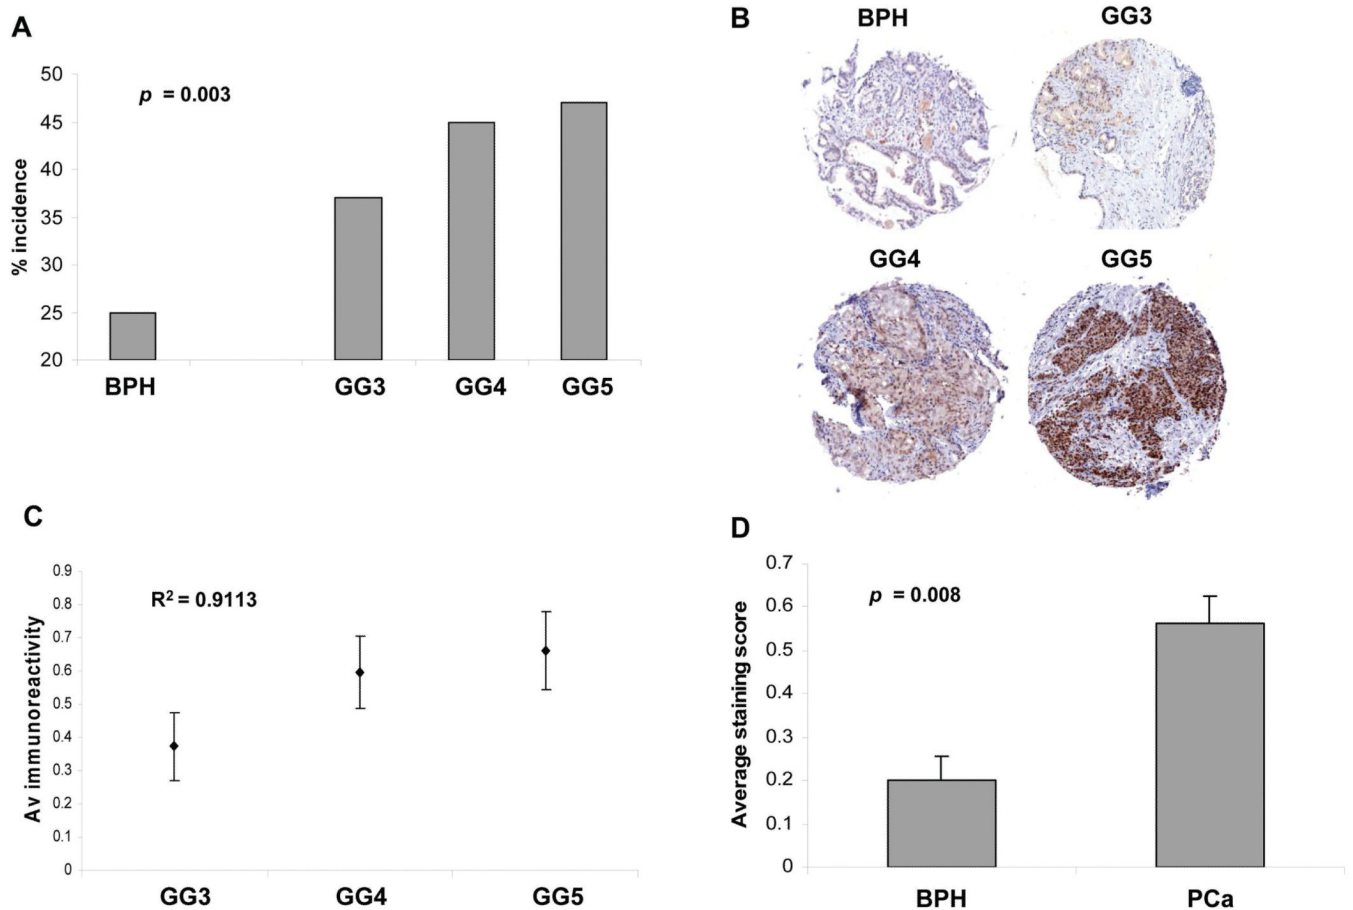 A
p = 0.003
% incidence
50
45
40
35
30
25
20
BPH GG3 GG4 GG5
B
BPH GG3
GG4 GG5
C
R² = 0.9113
Av immunoreactivity
0.9
0.8
0.7
0.6
0.5
0.4
0.3
0.2
0.1
0
GG3 GG4 GG5
D
p = 0.008
Average staining score
0.7
0.6
0.5
0.4
0.3
0.2
0.1
0
BPH PCa